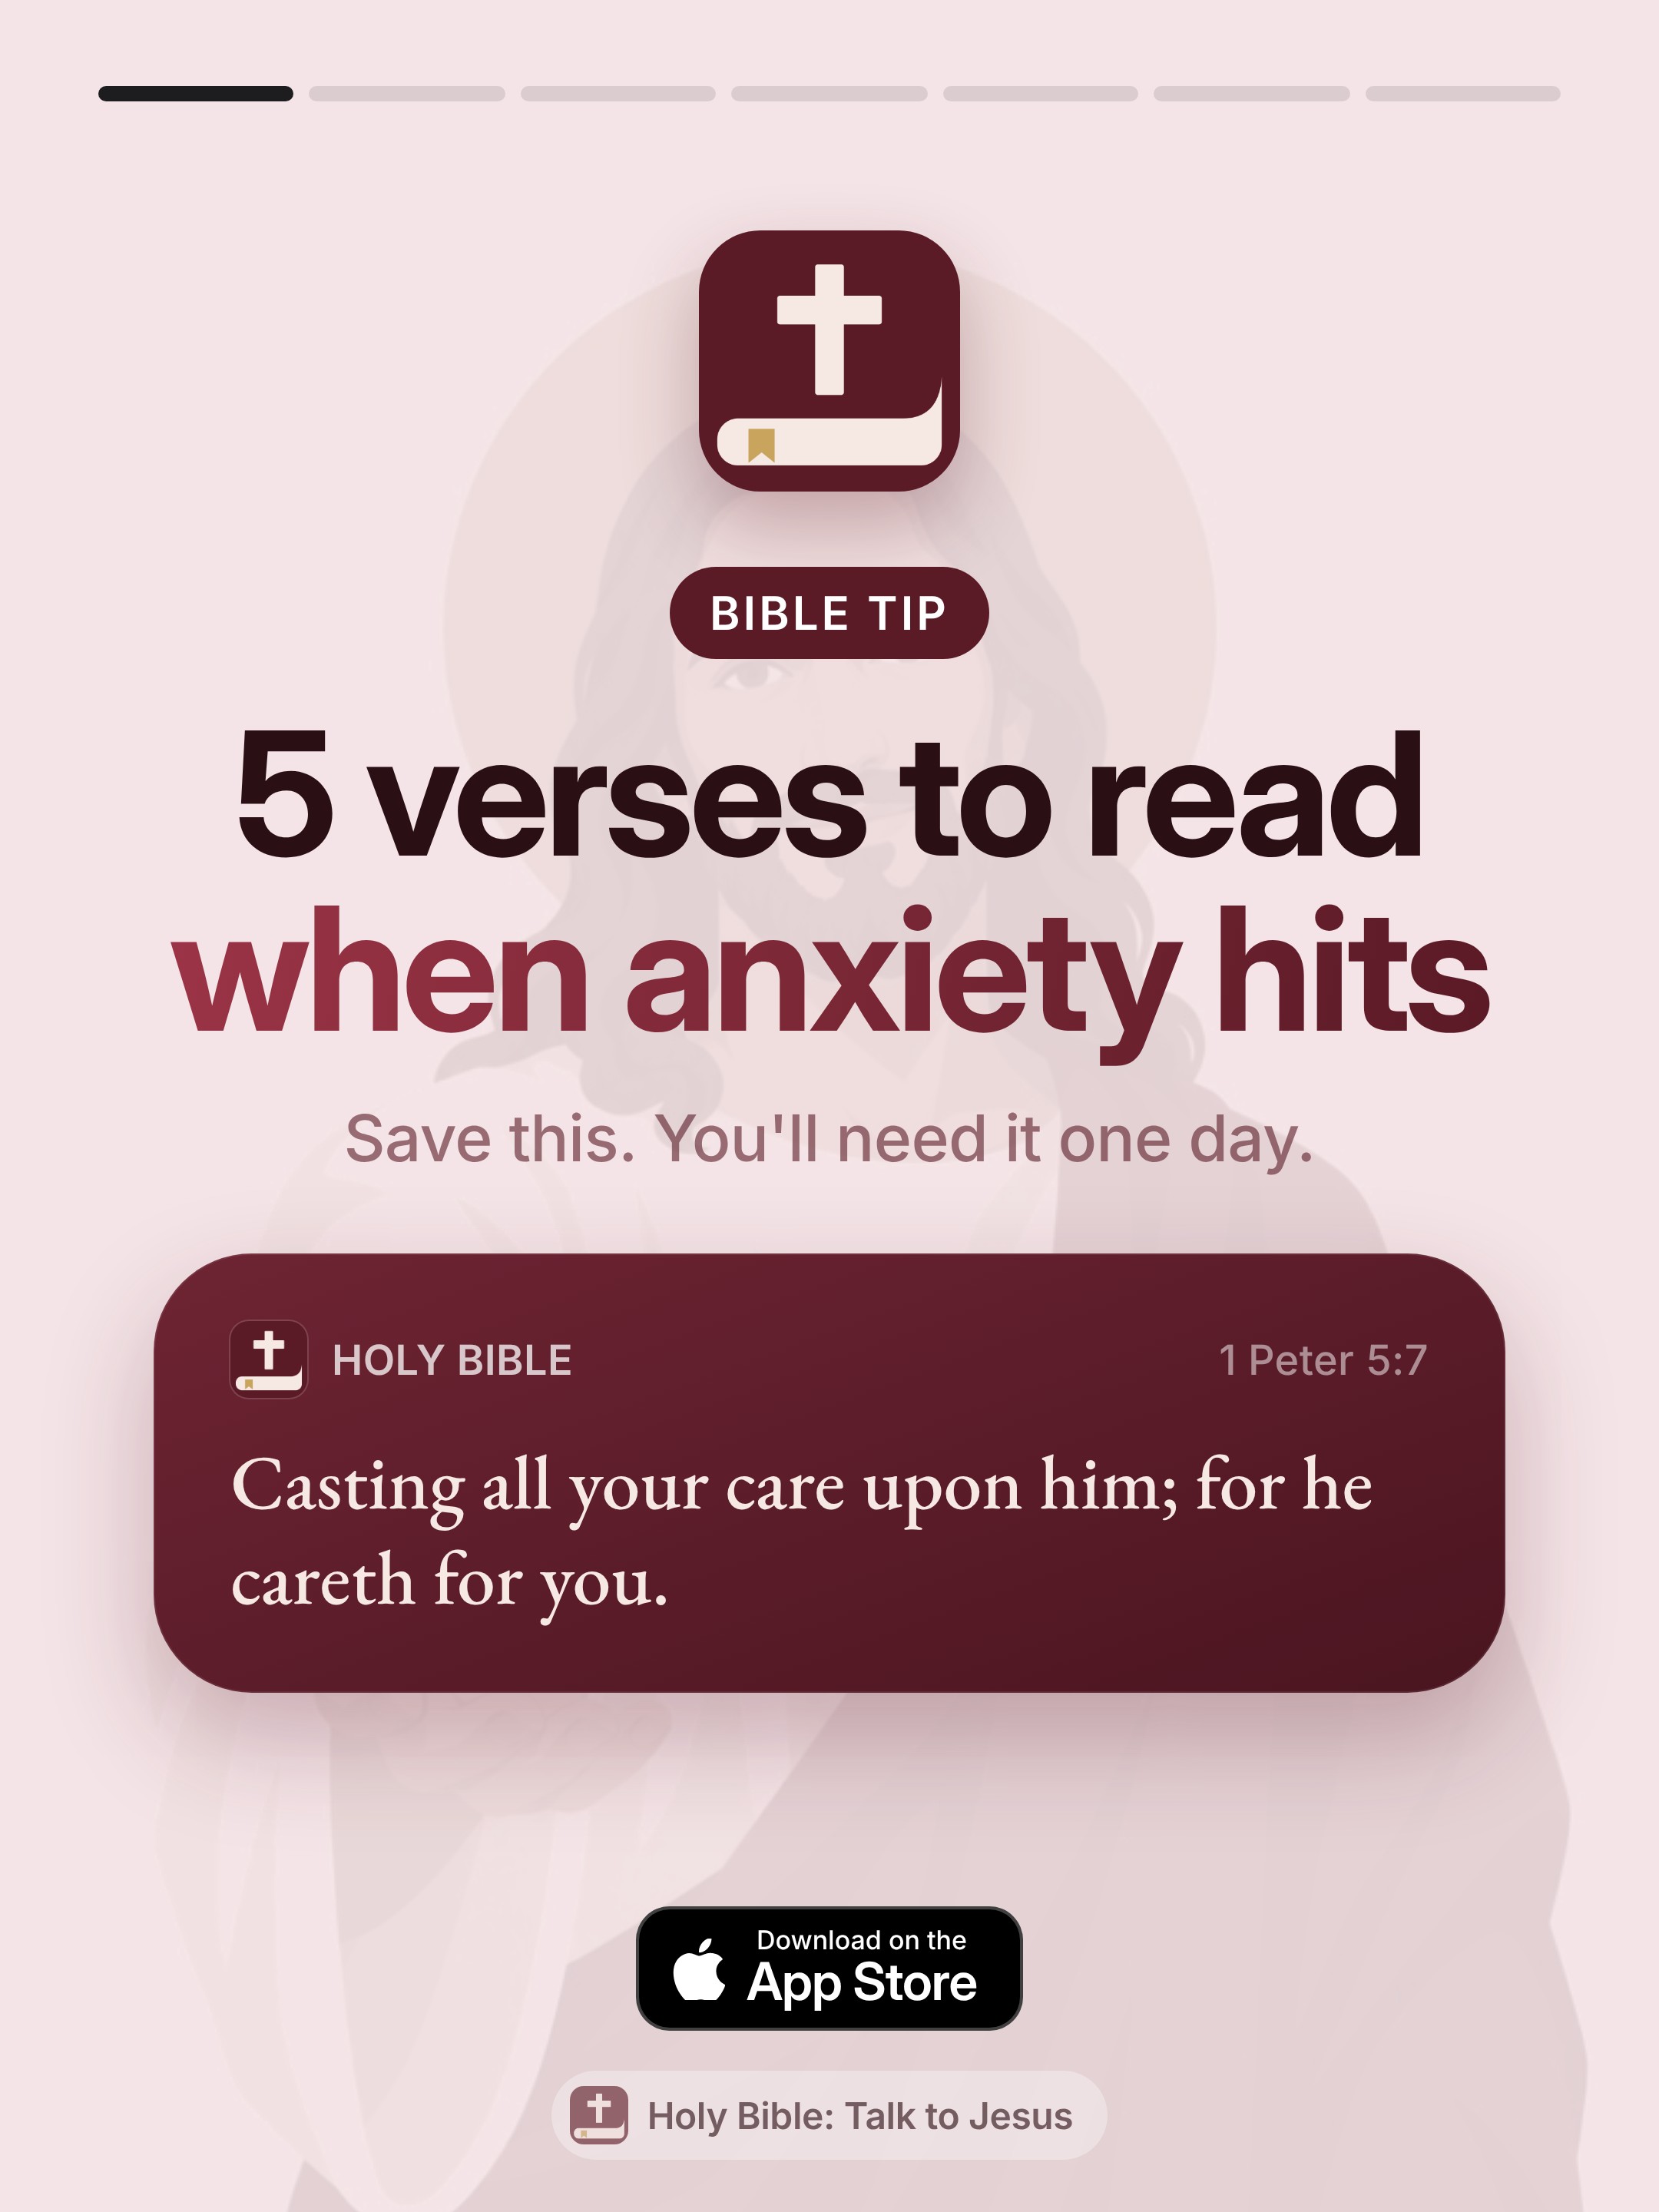 BIBLE TIP
5 verses to read
when anxiety hits
Save this. You'll need it one day.
HOLY BIBLE
1 Peter 5:7
Casting all your care upon him; for he
careth for you.
Download on the
App Store
Holy Bible: Talk to Jesus